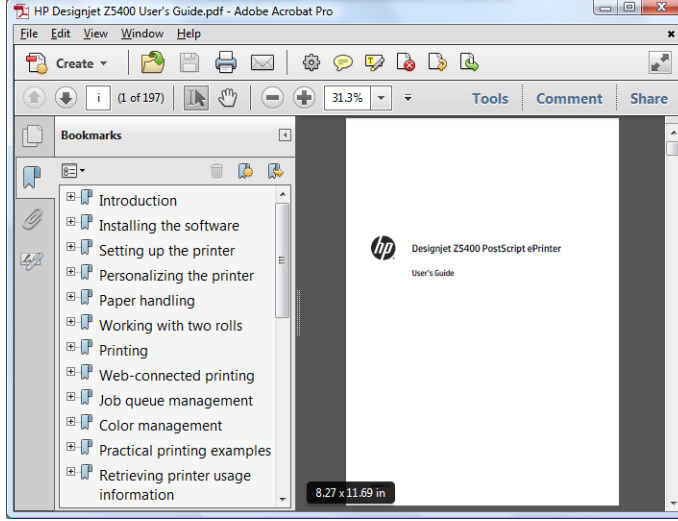 HP Designjet Z5400 User's Guide.pdf - Adobe Acrobat Pro
File Edit View Window Help
Create
i (1 of 197) 31.3% Tools Comment Share
Bookmarks
Introduction
Installing the software
Setting up the printer
Personalizing the printer
Paper handling
Working with two rolls
Printing
Web-connected printing
Job queue management
Color management
Practical printing examples
Retrieving printer usage
information
hp
Designjet Z5400 PostScript ePrinter
User's Guide
8.27 x 11.69 in